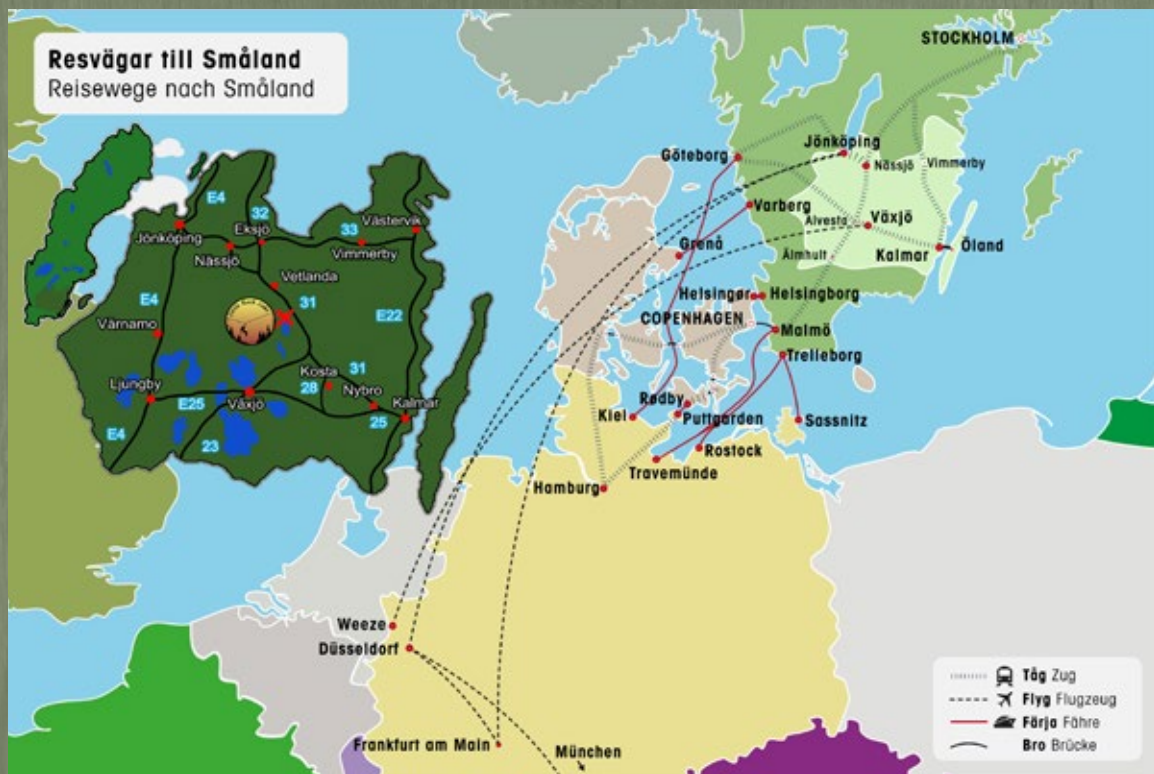 Resvägar till Småland
Reisewege nach Småland
STOCKHOLM
Göteborg
Jönköping
Nässjö
Vimmerby
Varberg
Alvesta
Växjö
Grenå
Älmhult
Kalmar
Öland
Helsingør
Helsingborg
COPENHAGEN
Malmö
Trelleborg
Rødby
Kiel
Puttgarden
Sassnitz
Rostock
Travemünde
Hamburg
Weeze
Düsseldorf
Frankfurt am Main
München
E4
32
Västervik
33
Eksjö
Jönköping
Nässjö
Vimmerby
Vetlanda
E4
31
E22
Värnamo
Kosta
31
Ljungby
28
Nybro
E25
Växjö
Kalmar
25
E4
23
Tåg Zug
Flyg Flugzeug
Färja Fähre
Bro Brücke